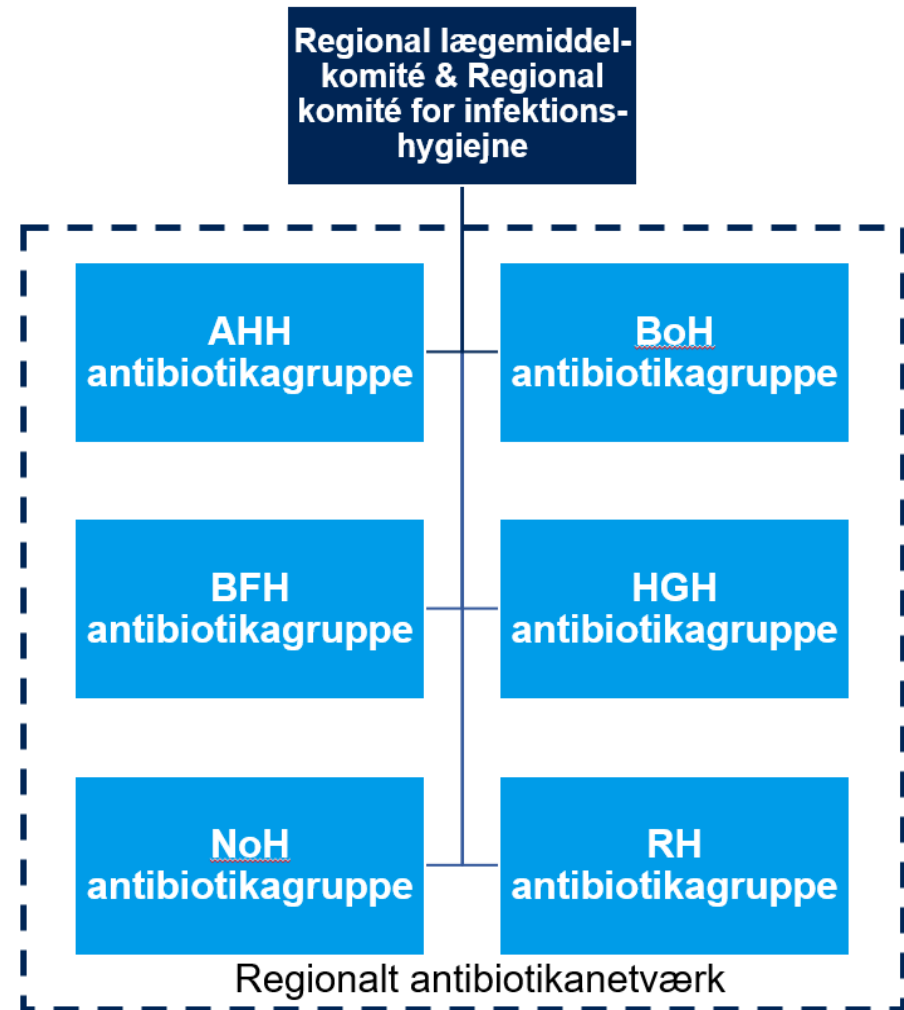 Regional lægemiddel-
komité & Regional
komité for infektions-
hygiejne
AHH
antibiotikagruppe
BoH
antibiotikagruppe
BFH
antibiotikagruppe
HGH
antibiotikagruppe
NoH
antibiotikagruppe
RH
antibiotikagruppe
Regionalt antibiotikanetværk